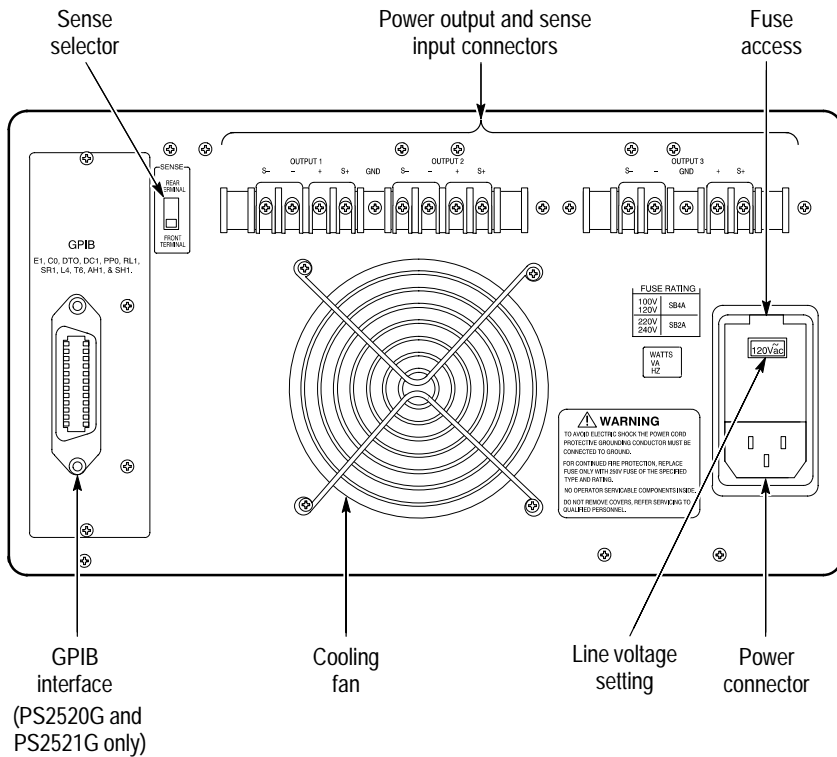 Sense
selector
Power output and sense
input connectors
Fuse
access
SENSE
REAR
TERMINAL
FRONT
TERMINAL
OUTPUT 1
S– – + S+ GND
OUTPUT 2
S– – + S+
OUTPUT 3
S– – GND + S+
GPIB
E1, C0, DTO, DC1, PP0, RL1,
SR1, L4, T6, AH1, & SH1.
FUSE RATING
100V
120V
SB4A
220V
240V
SB2A
WATTS
VA
HZ
120Vac
~
WARNING
TO AVOID ELECTRIC SHOCK THE POWER CORD
PROTECTIVE GROUNDING CONDUCTOR MUST BE
CONNECTED TO GROUND.
FOR CONTINUED FIRE PROTECTION, REPLACE
FUSE ONLY WITH 250V FUSE OF THE SPECIFIED
TYPE AND RATING.
NO OPERATOR SERVICABLE COMPONENTS INSIDE.
DO NOT REMOVE COVERS, REFER SERVICING TO
QUALIFIED PERSONNEL.
GPIB
interface
(PS2520G and
PS2521G only)
Cooling
fan
Line voltage
setting
Power
connector